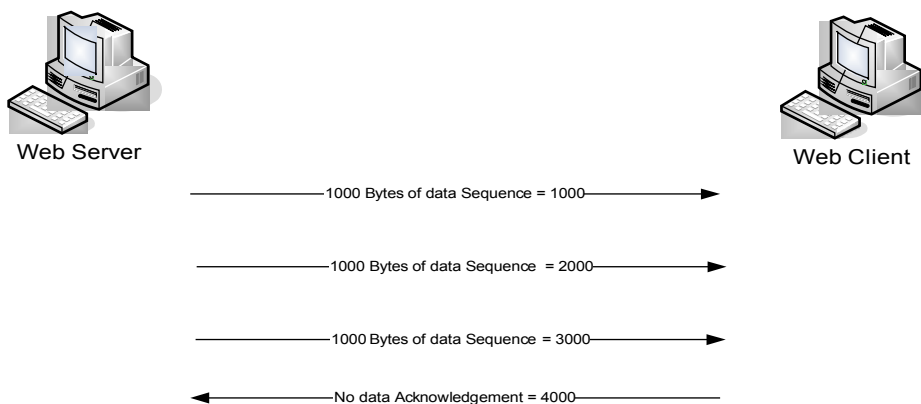 Web Server
Web Client
1000 Bytes of data Sequence = 1000
1000 Bytes of data Sequence = 2000
1000 Bytes of data Sequence = 3000
No data Acknowledgement = 4000